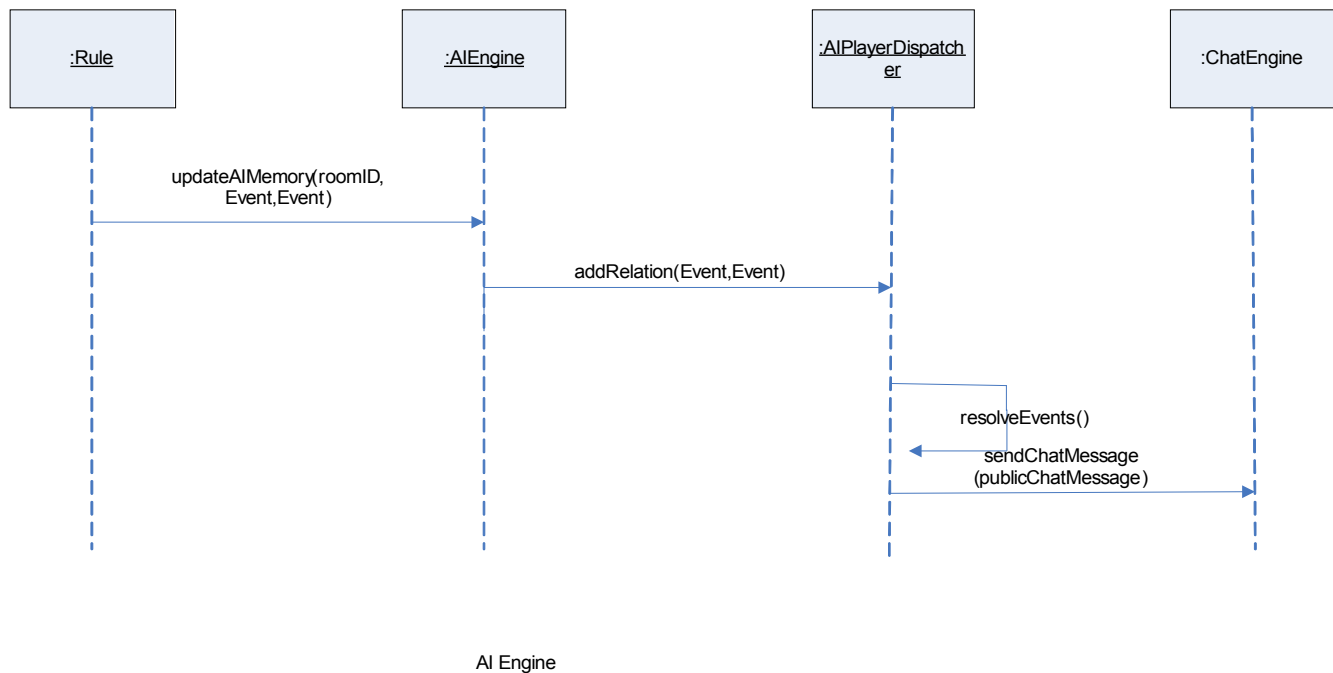 :Rule
:AIEngine
:AIPlayerDispatch
er
:ChatEngine
updateAIMemory(roomID,
Event,Event)
addRelation(Event,Event)
resolveEvents()
sendChatMessage
(publicChatMessage)
AI Engine